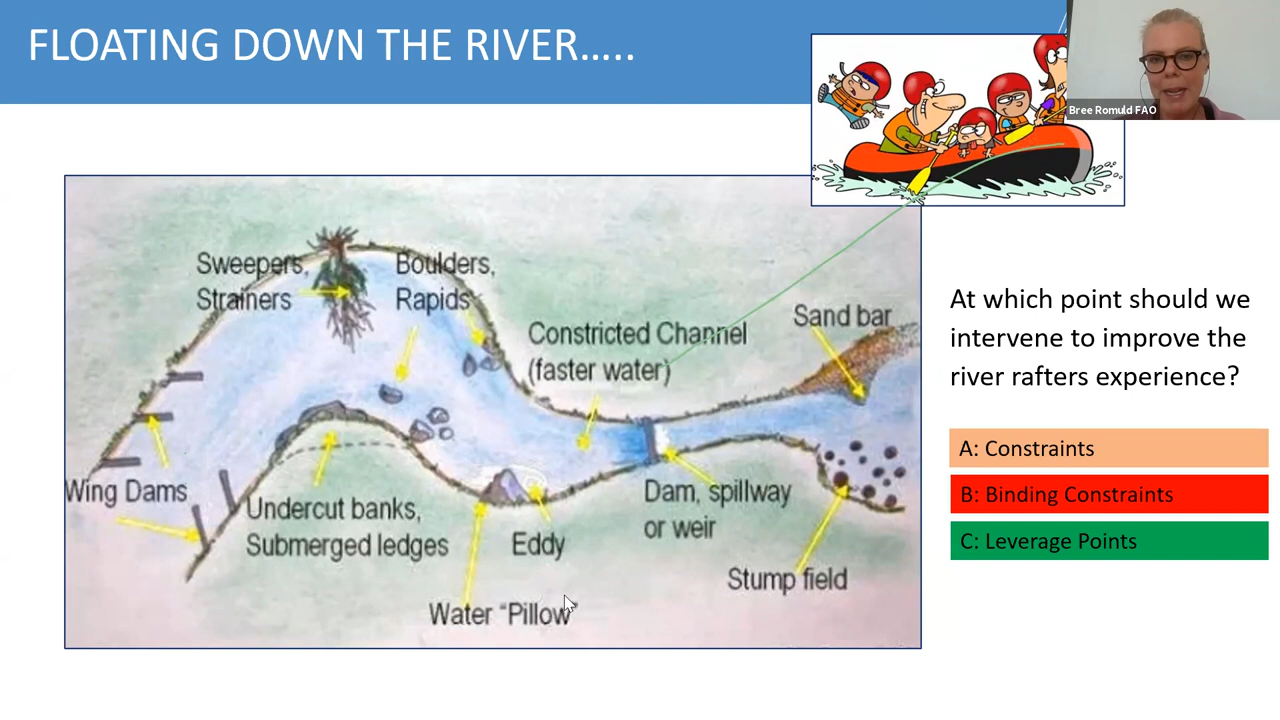 FLOATING DOWN THE RIVER.....
Bree Romuld FAO
Sweepers,
Strainers
Boulders,
Rapids
Constricted Channel
(faster water)
Sand bar
Wing Dams
Undercut banks,
Submerged ledges
Eddy
Water “Pillow”
Dam, spillway
or weir
Stump field
At which point should we
intervene to improve the
river rafters experience?
A: Constraints
B: Binding Constraints
C: Leverage Points